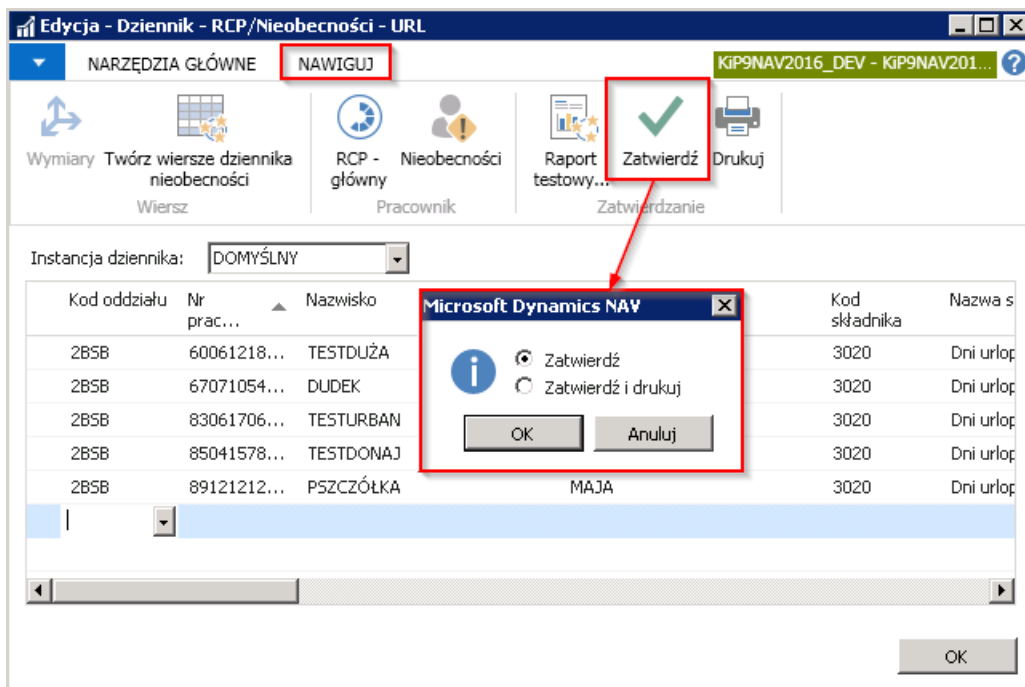 Edycja - Dziennik - RCP/Nieobecności - URL
NARZĘDZIA GŁÓWNE NAWIGUJ KiP9NAV2016_DEV - KiP9NAV201... ?
Wymiary Twórz wiersze dziennika nieobecności RCP - główny Nieobecności Raport testowy... Zatwierdź Drukuj
Wiersz Pracownik Zatwierdzanie
Instancja dziennika: DOMYŚLNY
Kod oddziału Nr prac... Nazwisko Kod składnika Nazwa s
2BSB 60061218... TESTDUŻA 3020 Dni urlop
2BSB 67071054... DUDEK 3020 Dni urlop
2BSB 83061706... TESTURBAN 3020 Dni urlop
2BSB 85041578... TESTDONAJ 3020 Dni urlop
2BSB 89121212... PSZCZÓŁKA MAJA 3020 Dni urlop
Microsoft Dynamics NAV
Zatwierdź
Zatwierdź i drukuj
OK Anuluj
OK